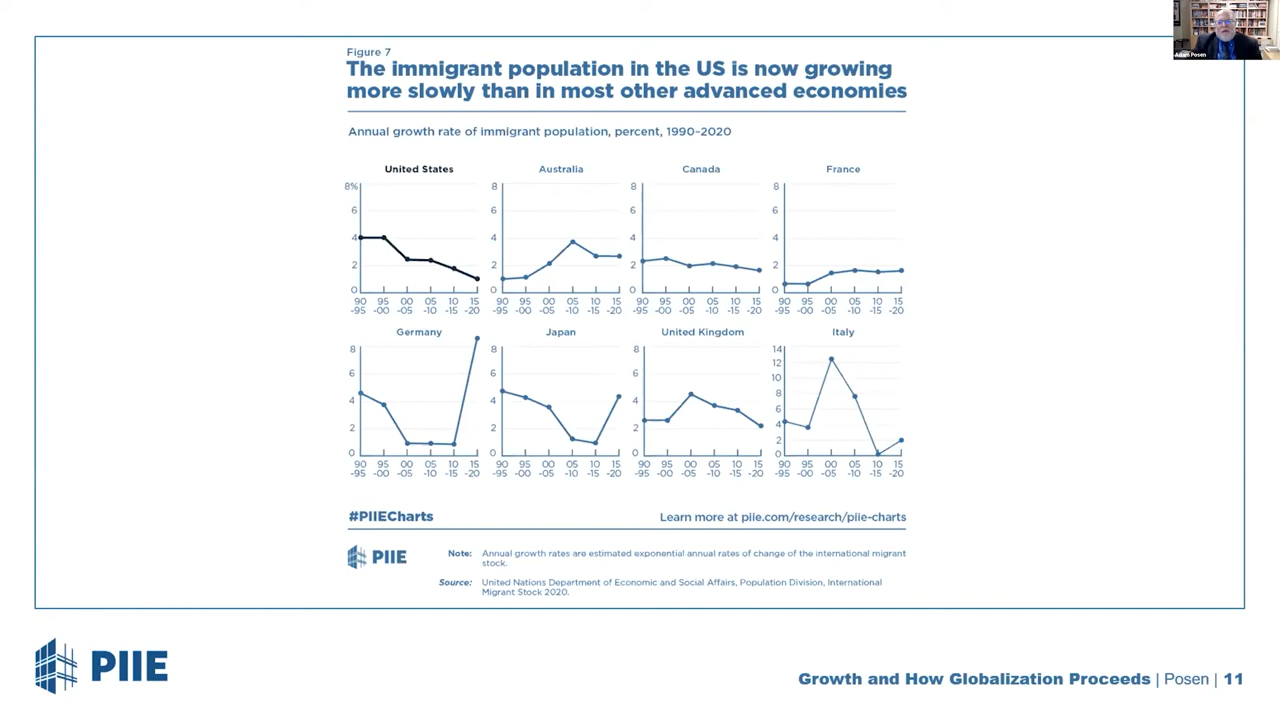 Adam Posen
Figure 7
The immigrant population in the US is now growing
more slowly than in most other advanced economies
Annual growth rate of immigrant population, percent, 1990–2020
United States
8%
6
4
2
0
90 95 00 05 10 15
-95 -00 -05 -10 -15 -20
Australia
8
6
4
2
0
90 95 00 05 10 15
-95 -00 -05 -10 -15 -20
Canada
8
6
4
2
0
90 95 00 05 10 15
-95 -00 -05 -10 -15 -20
France
8
6
4
2
0
90 95 00 05 10 15
-95 -00 -05 -10 -15 -20
Germany
8
6
4
2
0
90 95 00 05 10 15
-95 -00 -05 -10 -15 -20
Japan
8
6
4
2
0
90 95 00 05 10 15
-95 -00 -05 -10 -15 -20
United Kingdom
8
6
4
2
0
90 95 00 05 10 15
-95 -00 -05 -10 -15 -20
Italy
14
12
10
8
6
4
2
0
90 95 00 05 10 15
-95 -00 -05 -10 -15 -20
#PIIECharts
Learn more at piie.com/research/piie-charts
PIIE
Note: Annual growth rates are estimated exponential annual rates of change of the international migrant
stock.
Source: United Nations Department of Economic and Social Affairs, Population Division, International
Migrant Stock 2020.
PIIE
Growth and How Globalization Proceeds | Posen | 11